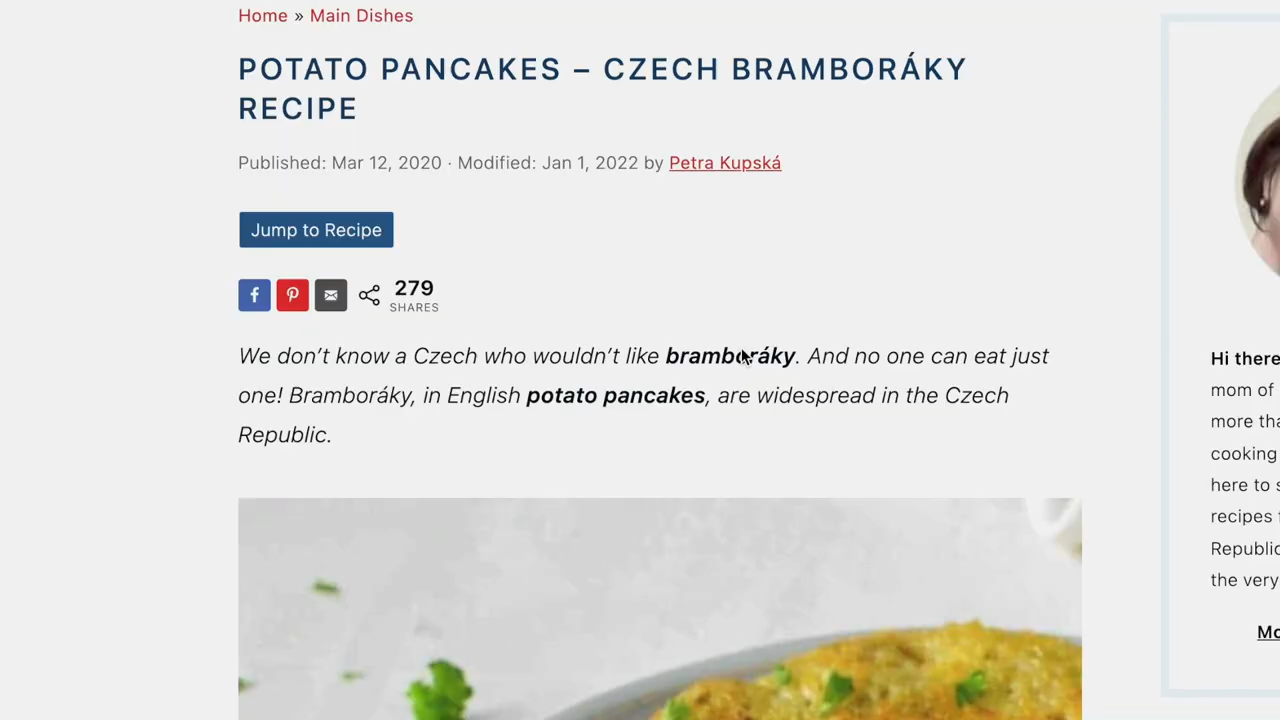 Home » Main Dishes
POTATO PANCAKES – CZECH BRAMBORÁKY
RECIPE
Published: Mar 12, 2020 · Modified: Jan 1, 2022 by Petra Kupská
Jump to Recipe
279
SHARES
We don’t know a Czech who wouldn’t like bramboráky. And no one can eat just
one! Bramboráky, in English potato pancakes, are widespread in the Czech
Republic.
Hi there
mom of
more tha
cooking
here to s
recipes
Republic
the very
Mo